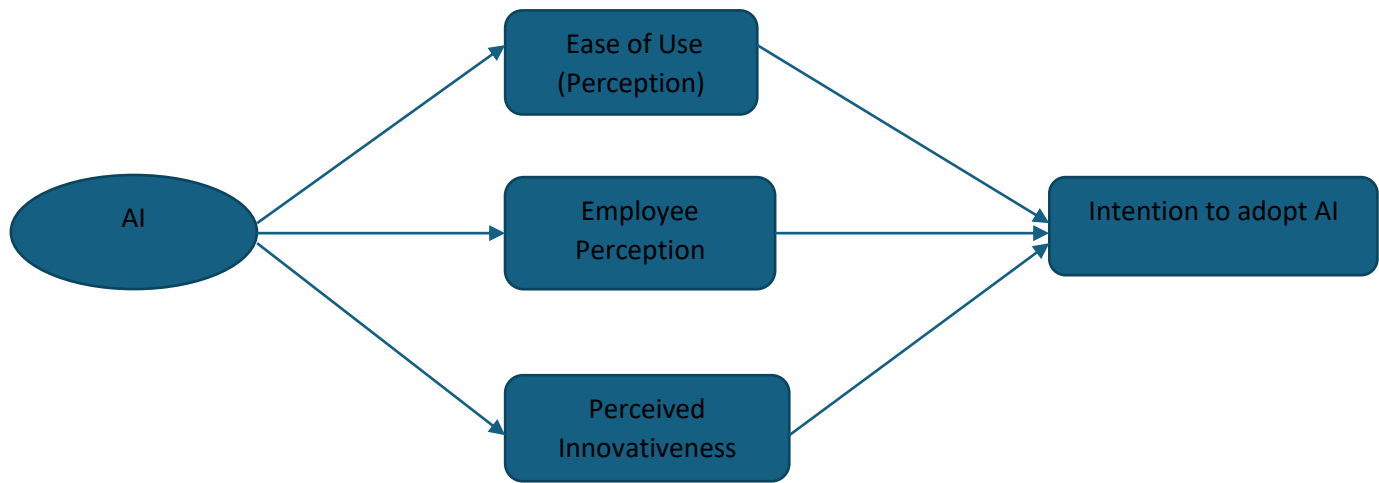 Ease of Use
(Perception)
AI
Employee
Perception
Intention to adopt AI
Perceived
Innovativeness